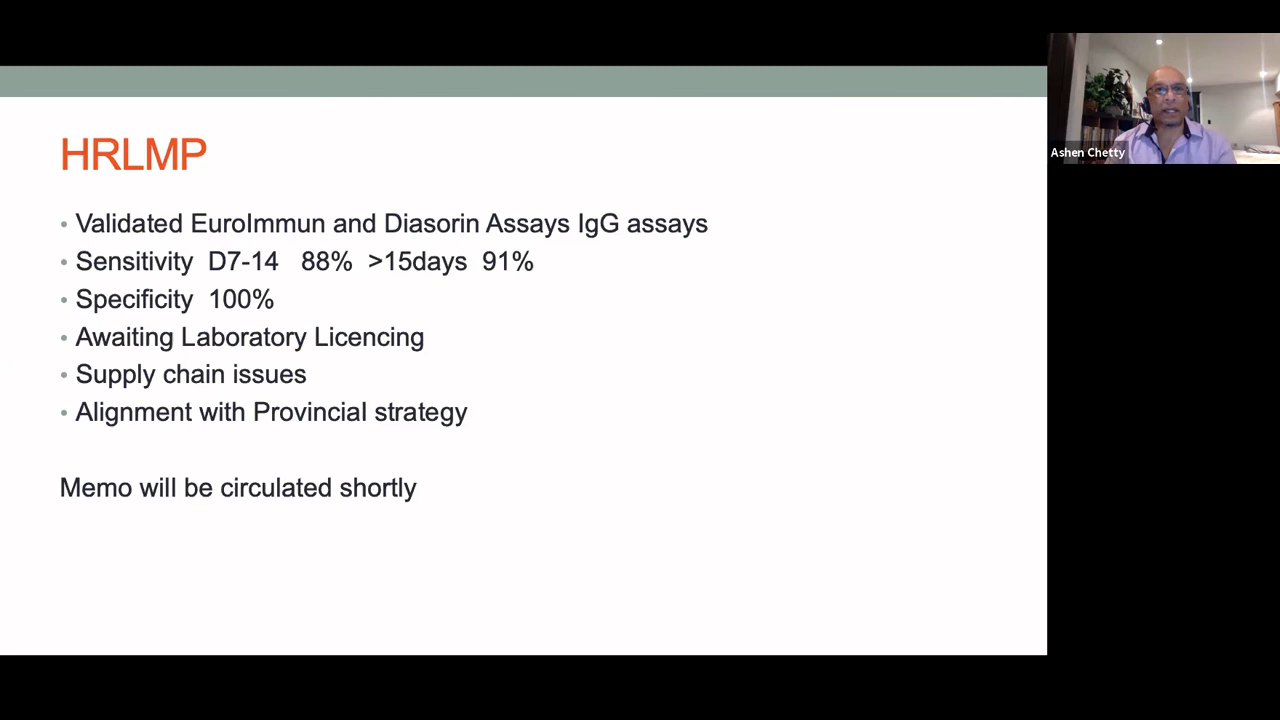 HRLMP
• Validated EuroImmun and Diasorin Assays IgG assays
• Sensitivity D7-14 88% >15days 91%
• Specificity 100%
• Awaiting Laboratory Licencing
• Supply chain issues
• Alignment with Provincial strategy
Memo will be circulated shortly
Ashen Chetty